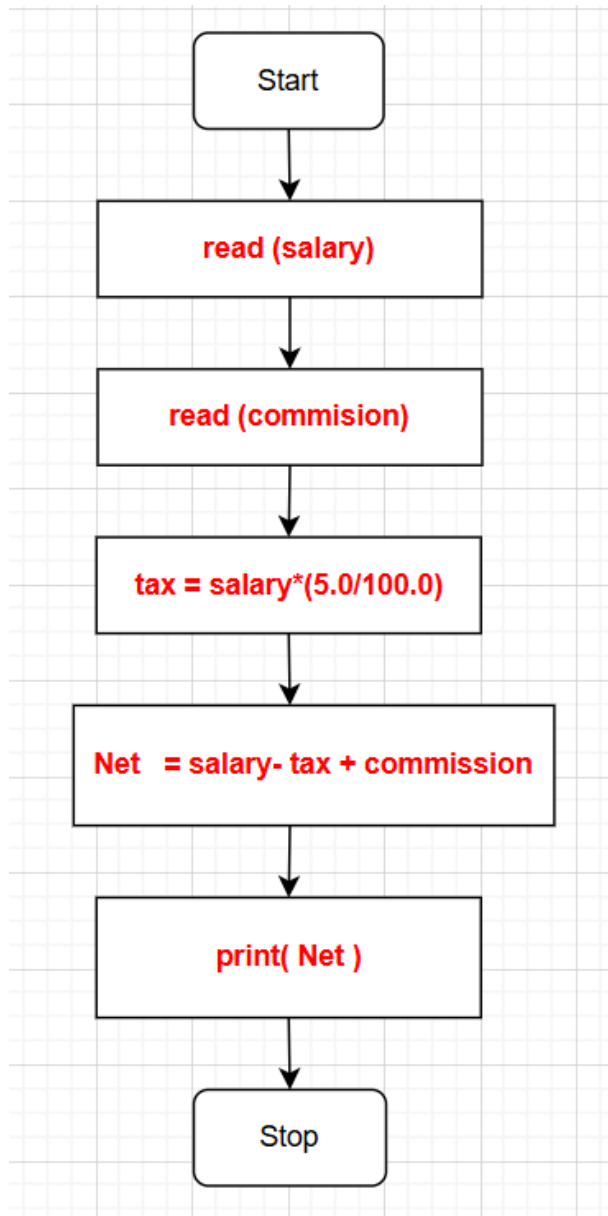 Start
read (salary)
read (commision)
tax = salary*(5.0/100.0)
Net   = salary- tax + commission
print( Net )
Stop